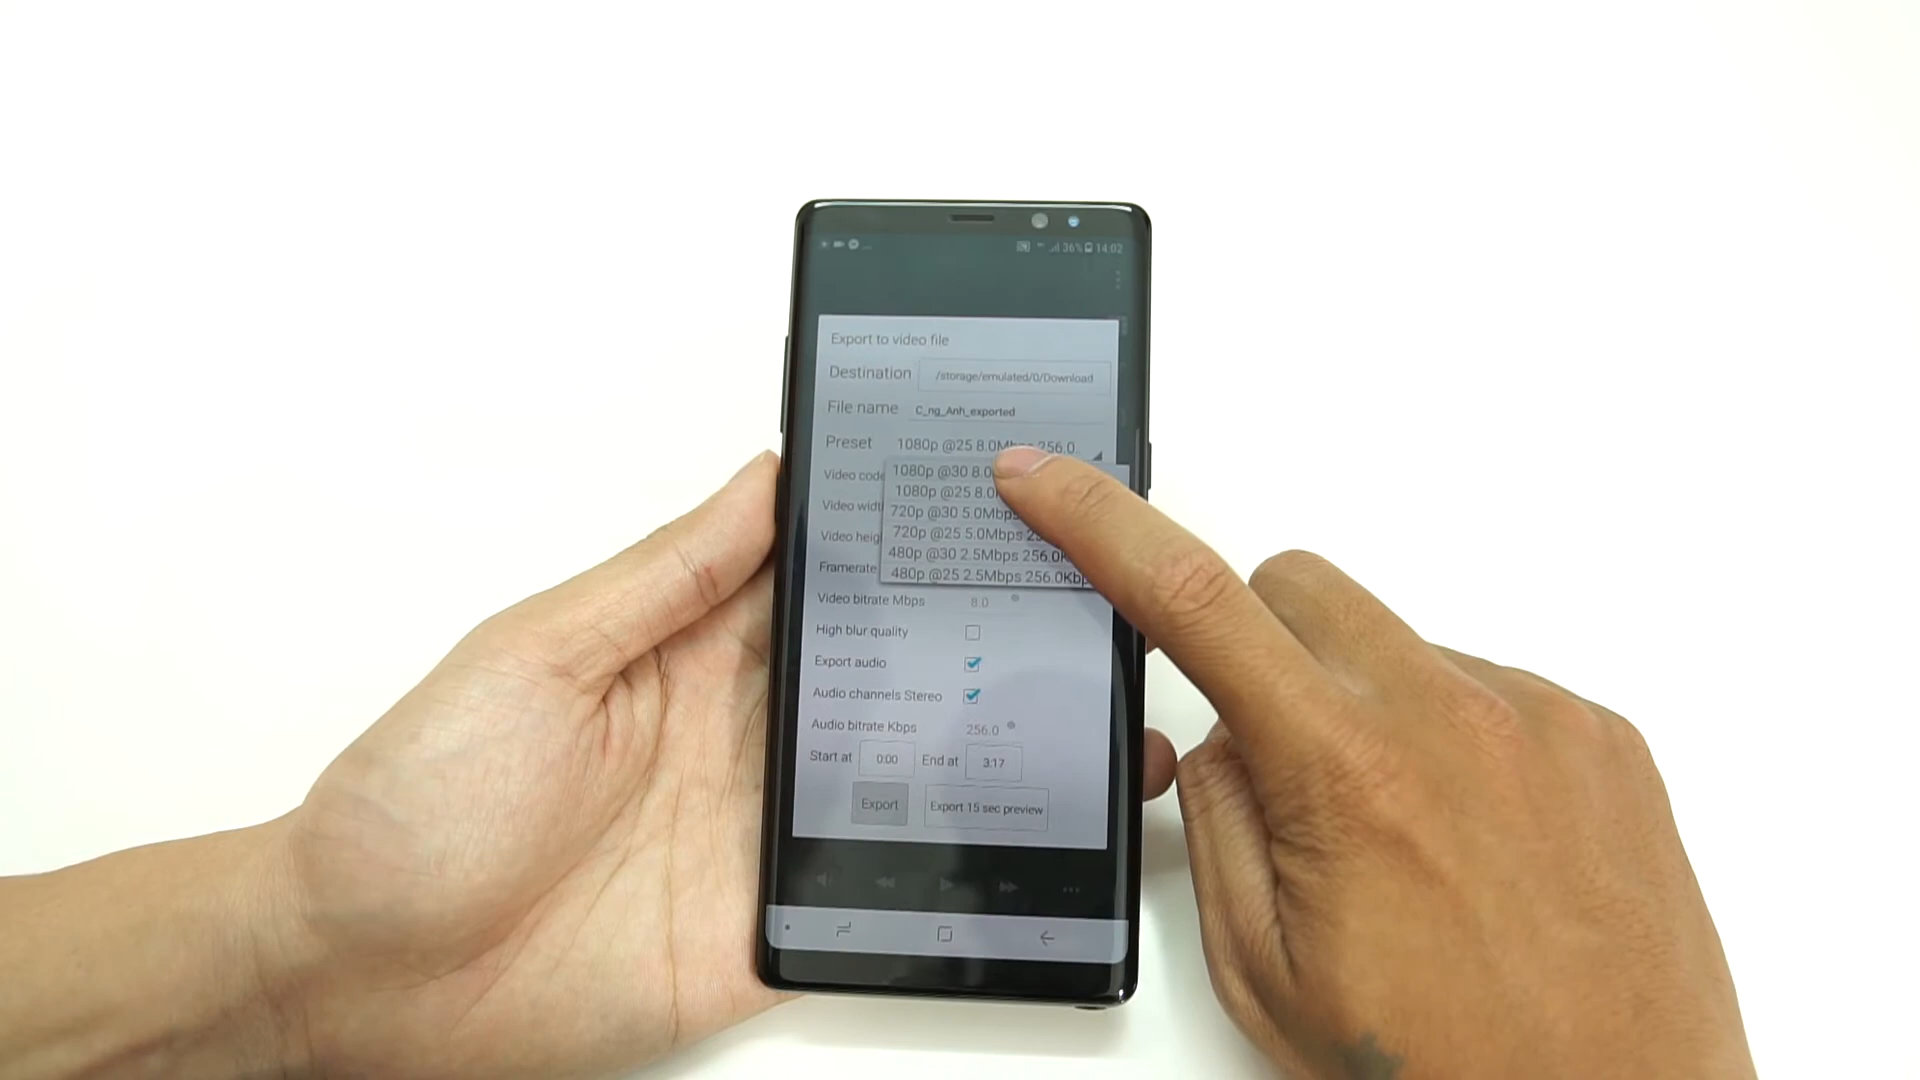 36% 14:02
Export to video file
Destination /storage/emulated/0/Download
File name C_ng_Anh_exported
Preset 1080p @25 8.0Mbps 256.0
1080p @30 8.0
Video code
1080p @25 8.0
Video widt
720p @30 5.0Mbps
720p @25 5.0Mbps
Video heig
480p @30 2.5Mbps 256.0K
Framerate
480p @25 2.5Mbps 256.0Kbp
Video bitrate Mbps 8.0
High blur quality
Export audio
Audio channels Stereo
Audio bitrate Kbps 256.0
Start at 0:00 End at 3:17
Export Export 15 sec preview